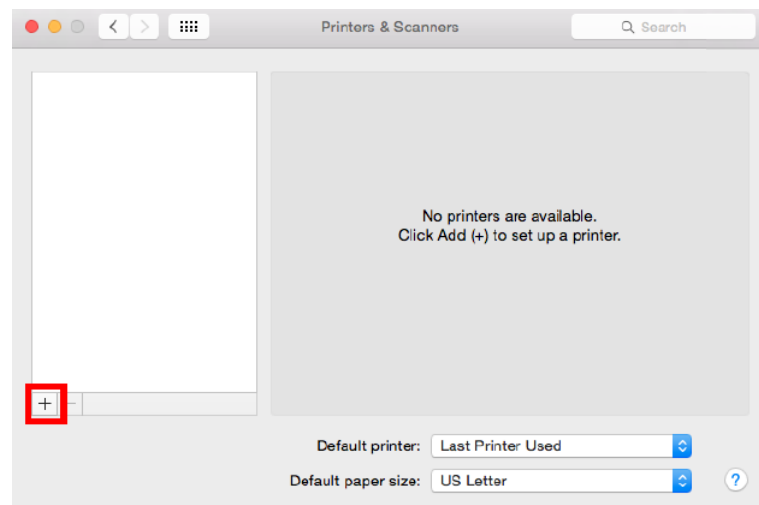 Printers & Scanners
Search
No printers are available.
Click Add (+) to set up a printer.
+ −
Default printer: Last Printer Used
Default paper size: US Letter ?